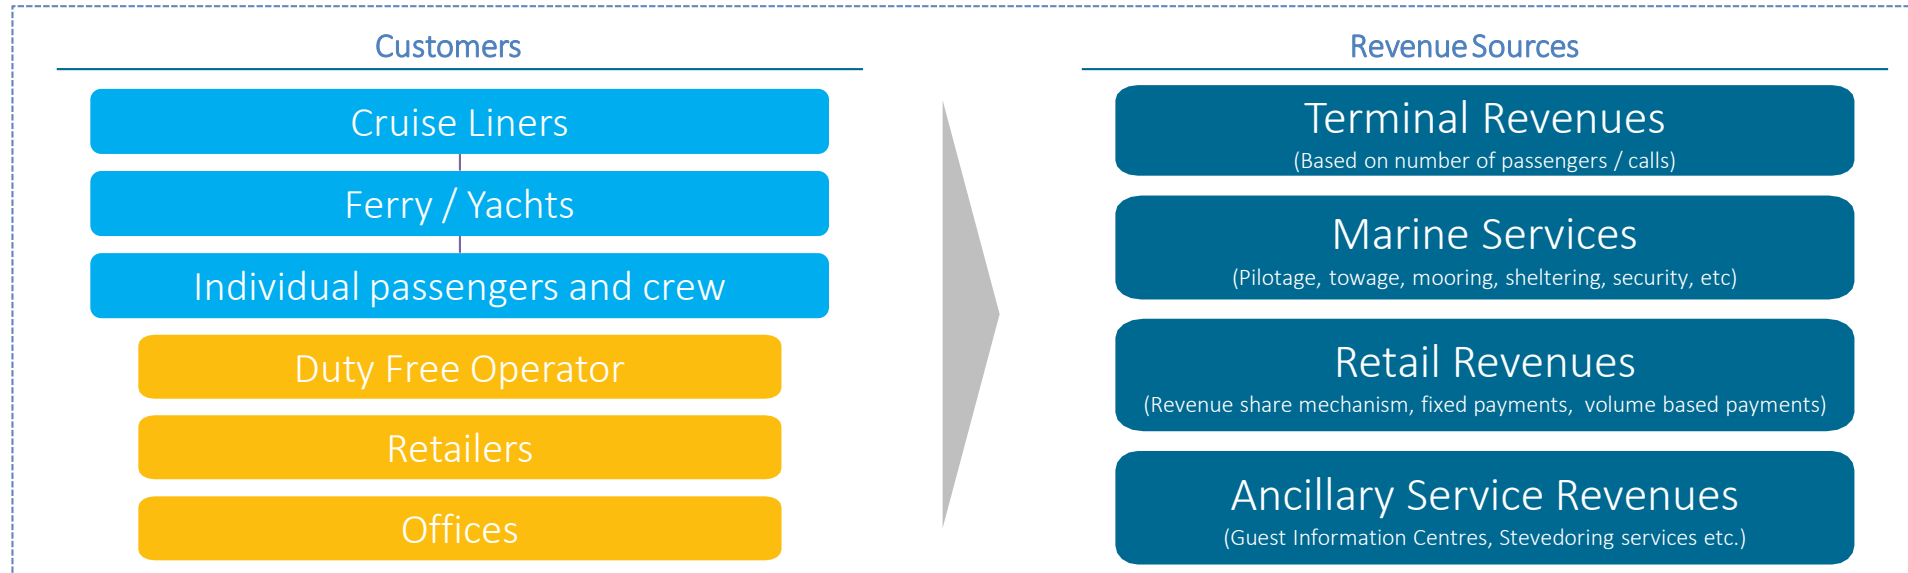 Customers
Cruise Liners
Ferry / Yachts
Individual passengers and crew
Duty Free Operator
Retailers
Offices
Revenue Sources
Terminal Revenues
(Based on number of passengers / calls)
Marine Services
(Pilotage, towage, mooring, sheltering, security, etc)
Retail Revenues
(Revenue share mechanism, fixed payments, volume based payments)
Ancillary Service Revenues
(Guest Information Centres, Stevedoring services etc.)